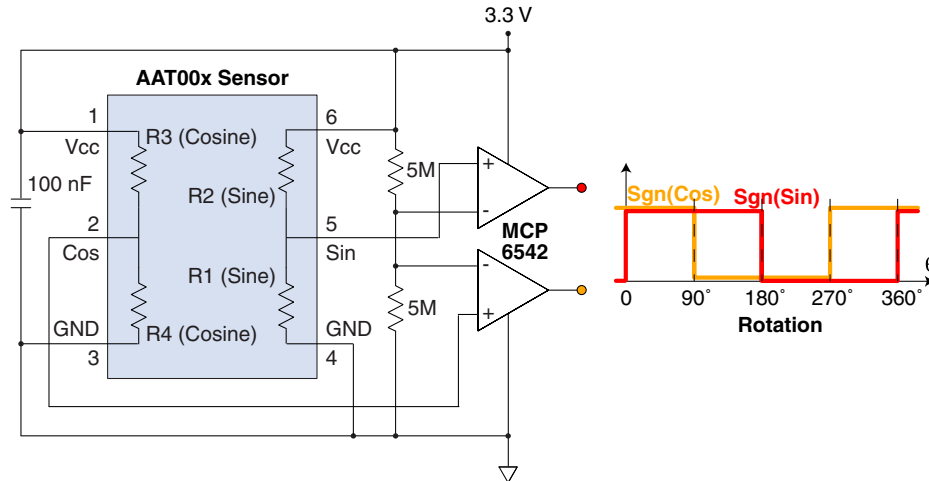 3.3 V
AAT00x Sensor
1
6
Vcc
R3 (Cosine)
Vcc
5M
+
-
100 nF
R2 (Sine)
2
5
Cos
Sin
MCP
6542
R1 (Sine)
-
+
5M
GND
R4 (Cosine)
GND
3
4
Sgn(Cos)
Sgn(Sin)
θ
0
90°
180°
270°
360°
Rotation